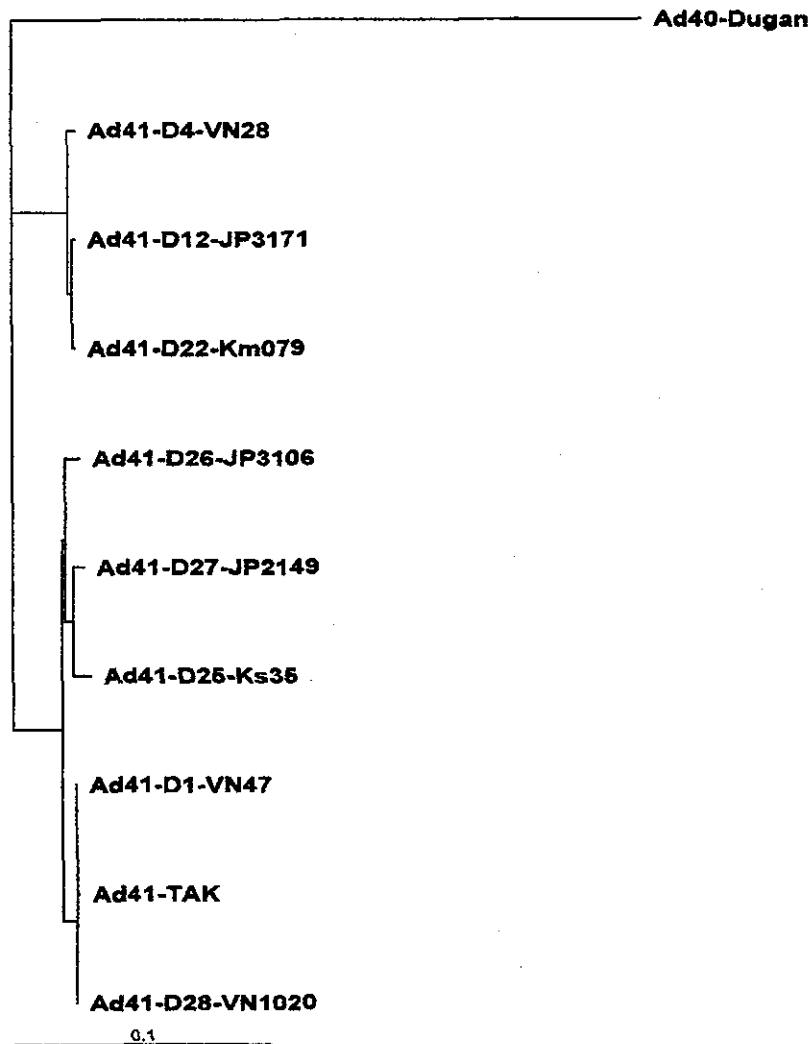 Ad40-Dugan
Ad41-D4-VN28
Ad41-D12-JP3171
Ad41-D22-Km079
Ad41-D26-JP3106
Ad41-D27-JP2149
Ad41-D25-Ks35
Ad41-D1-VN47
Ad41-TAK
Ad41-D28-VN1020
0.1